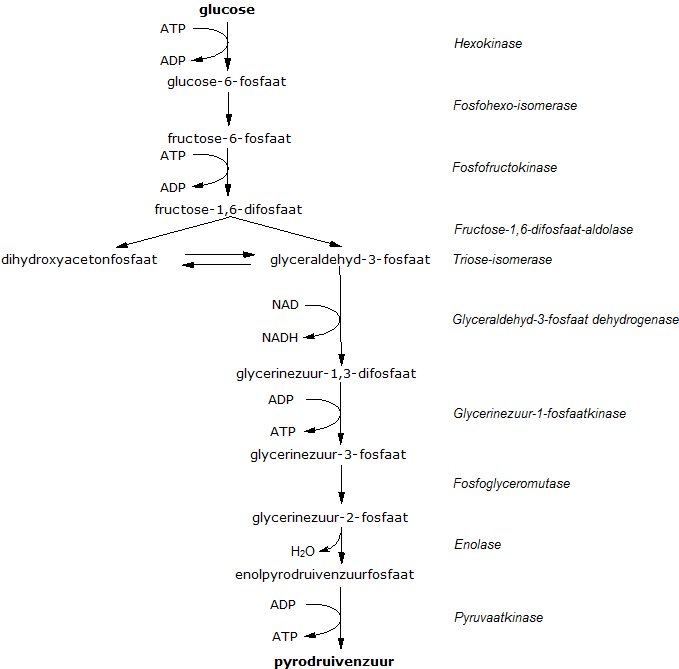 glucose
ATP
Hexokinase
ADP
glucose-6-fosfaat
Fosfohexo-isomerase
fructose-6-fosfaat
ATP
Fosfofructokinase
ADP
fructose-1,6-difosfaat
Fructose-1,6-difosfaat-aldolase
dihydroxyacetonfosfaat glyceraldehyd-3-fosfaat Triose-isomerase
NAD
Glyceraldehyd-3-fosfaat dehydrogenase
NADH
glycerinezuur-1,3-difosfaat
ADP
Glycerinezuur-1-fosfaatkinase
ATP
glycerinezuur-3-fosfaat
Fosfoglyceromutase
glycerinezuur-2-fosfaat
Enolase
H2O
enolpyrodruivenzuurfosfaat
ADP
Pyruvaatkinase
ATP
pyrodruivenzuur